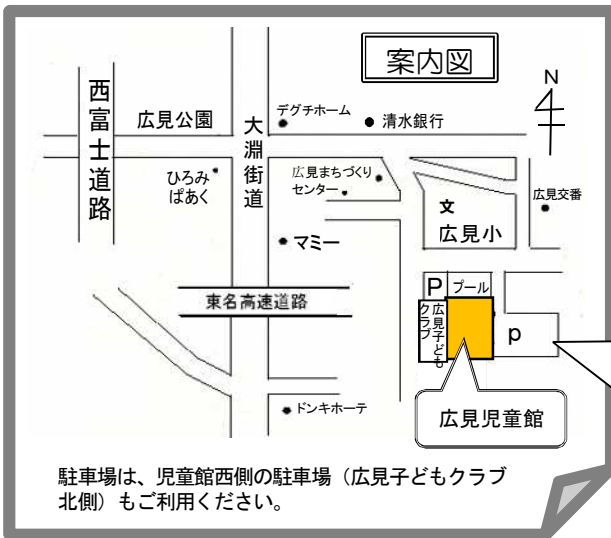 案内図
N
西富士道路
広見公園
大淵街道
デグチホーム
清水銀行
ひろみ
ぱあく
広見まちづくり
センター
文
広見小
広見交番
マミー
東名高速道路
P
プール
広見子ども
クラブ
p
広見児童館
ドンキホーテ
駐車場は、児童館西側の駐車場（広見子どもクラブ
北側）もご利用ください。